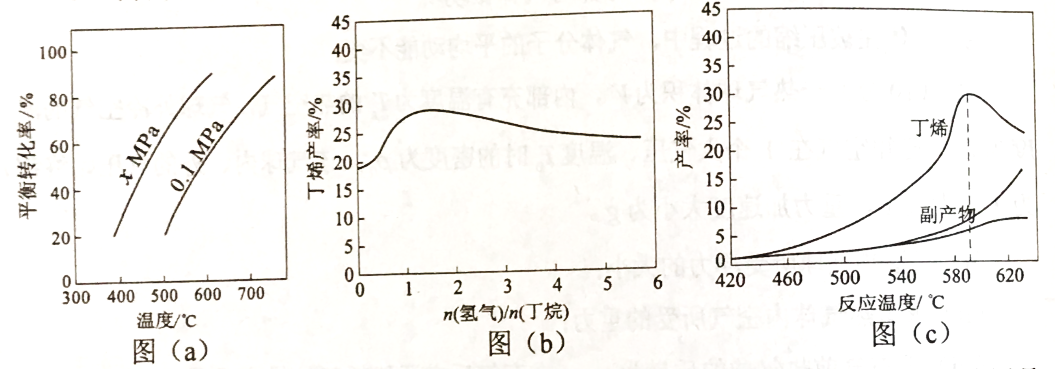 100
80
60
40
20
0
平衡转化率/%
x MPa
0.1 MPa
300 400 500 600 700
温度/℃
图（a）
45
40
35
30
25
20
15
10
5
0
丁烯产率/%
0 1 2 3 4 5 6
n(氢气)/n(丁烷)
图（b）
45
40
35
30
25
20
15
10
5
0
产率/%
丁烯
副产物
420 460 500 540 580 620
反应温度/℃
图（c）